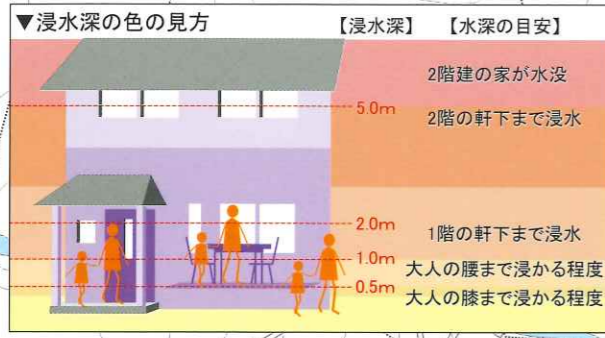 ▼浸水深の色の見方
【浸水深】 【水深の目安】
2階建の家が水没
5.0m
2階の軒下まで浸水
2.0m
1階の軒下まで浸水
1.0m
大人の腰まで浸かる程度
0.5m
大人の膝まで浸かる程度